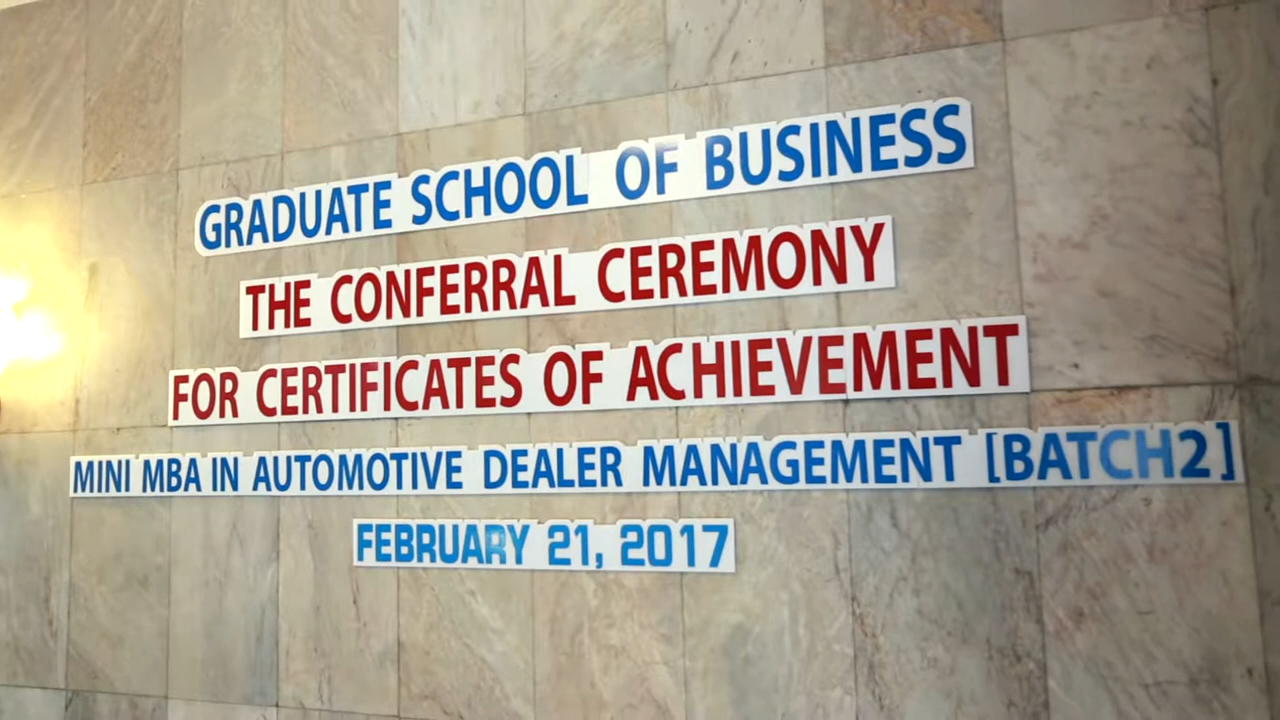 GRADUATE SCHOOL OF BUSINESS
THE CONFERRAL CEREMONY
FOR CERTIFICATES OF ACHIEVEMENT
MINI MBA IN AUTOMOTIVE DEALER MANAGEMENT [BATCH2]
FEBRUARY 21, 2017